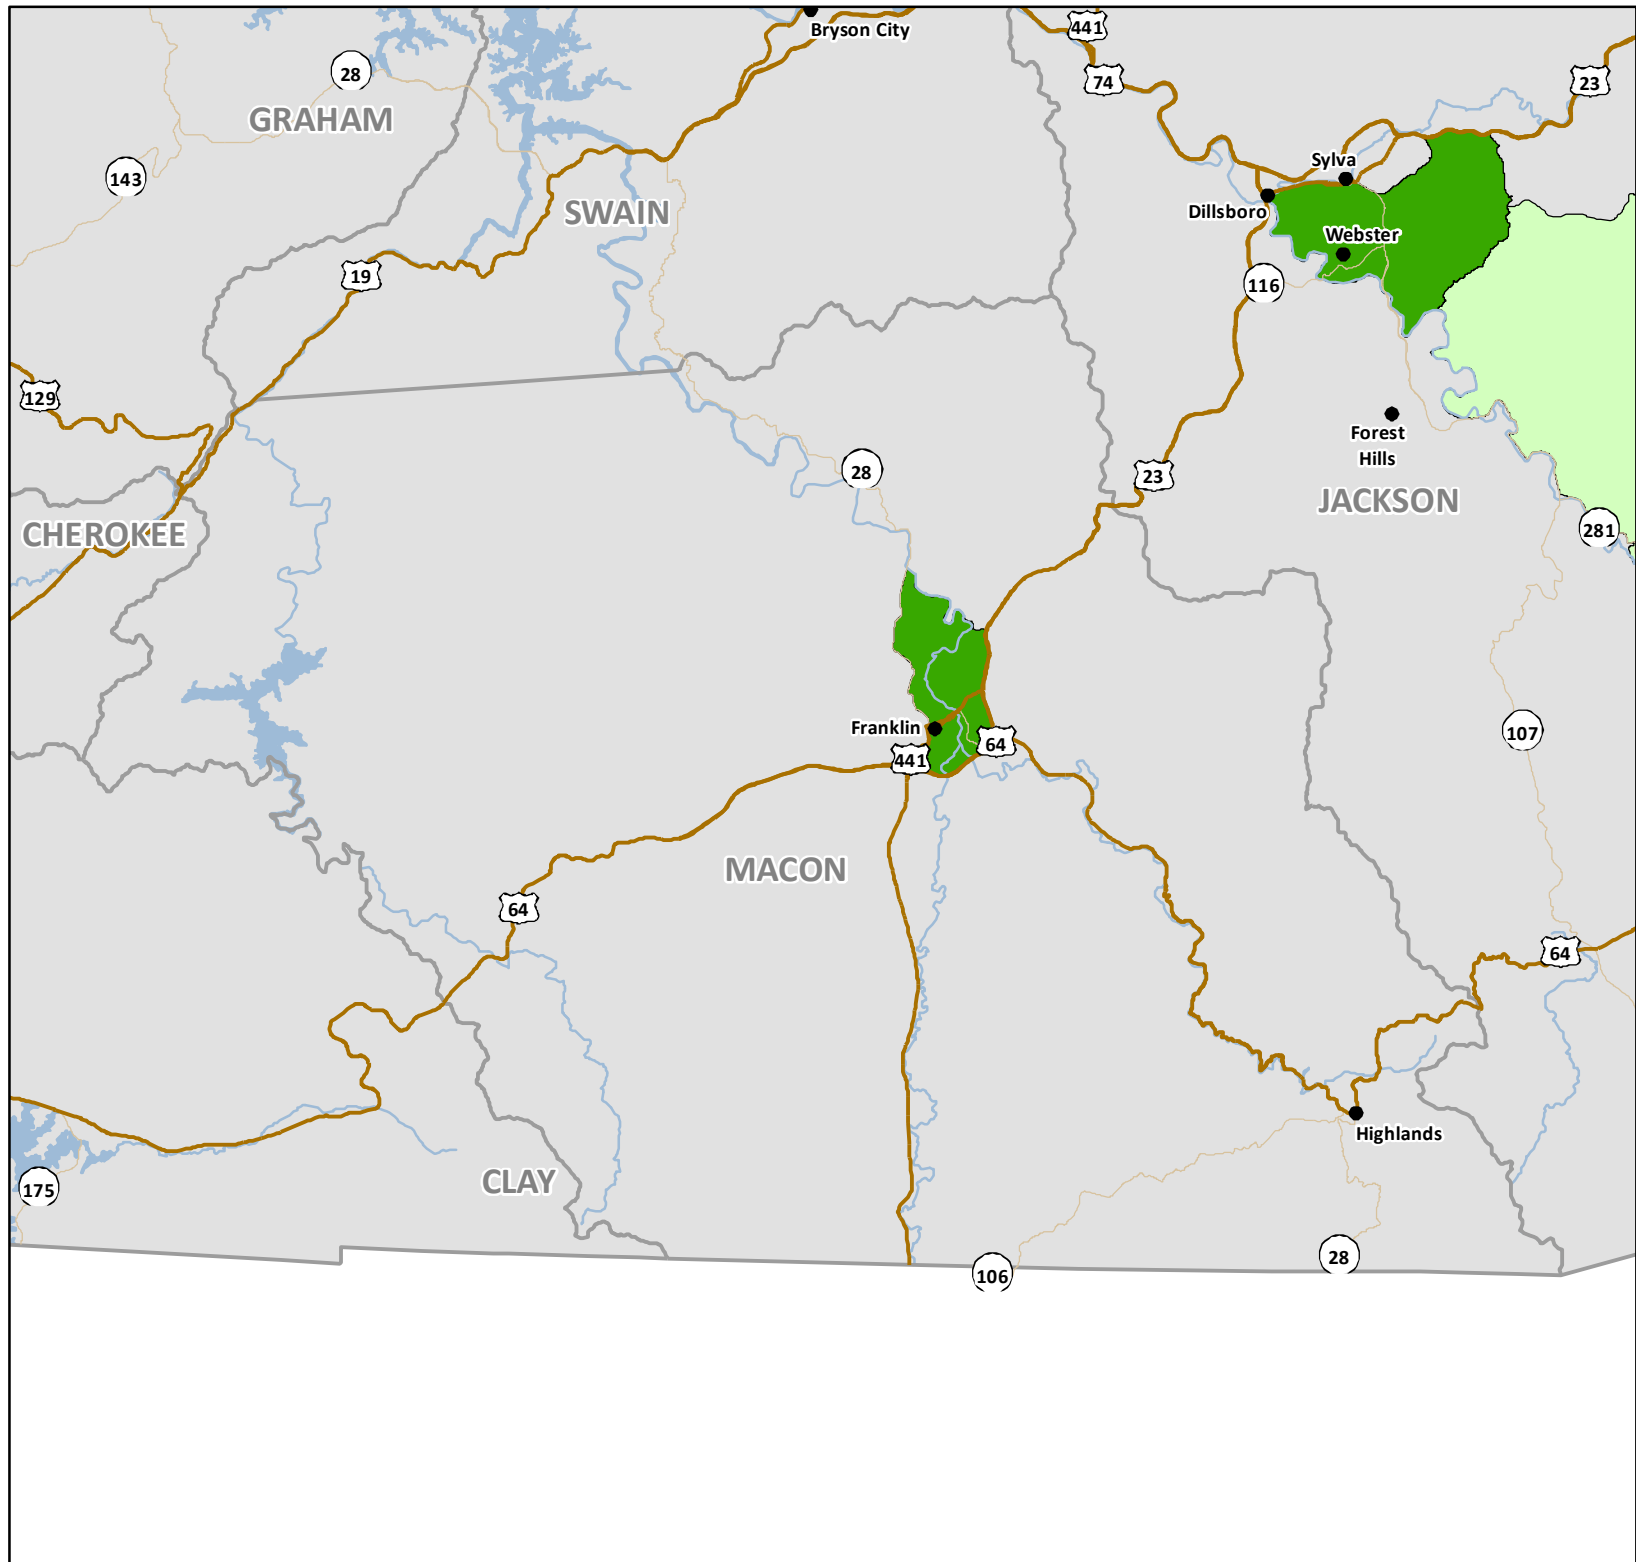 Bryson City
441
28
74
23
GRAHAM
Sylva
143
SWAIN
Dillsboro
Webster
19
116
129
Forest
Hills
28
23
JACKSON
CHEROKEE
281
Franklin
107
64
441
MACON
64
64
Highlands
CLAY
175
28
106